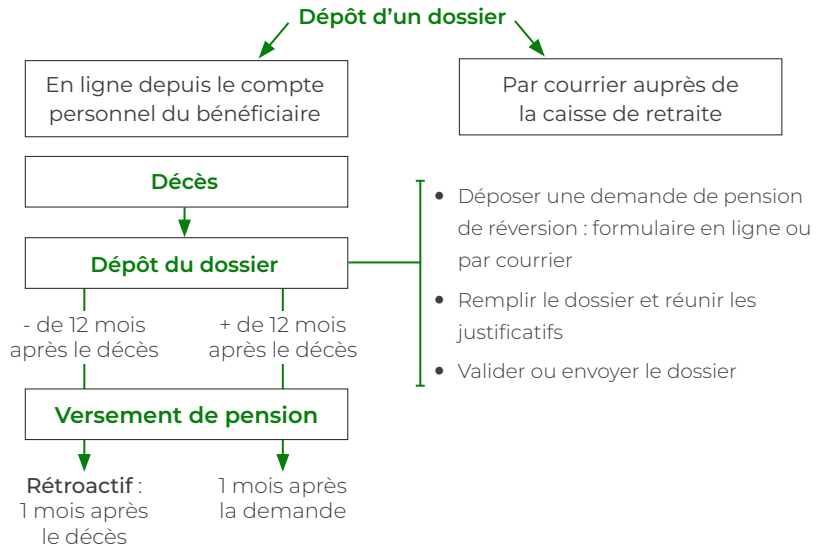 Dépôt d’un dossier
En ligne depuis le compte
personnel du bénéficiaire
Par courrier auprès de
la caisse de retraite
Décès
Dépôt du dossier
• Déposer une demande de pension
de réversion : formulaire en ligne ou
par courrier
• Remplir le dossier et réunir les
justificatifs
• Valider ou envoyer le dossier
- de 12 mois
après le décès
+ de 12 mois
après le décès
Versement de pension
Rétroactif :
1 mois après
le décès
1 mois après
la demande